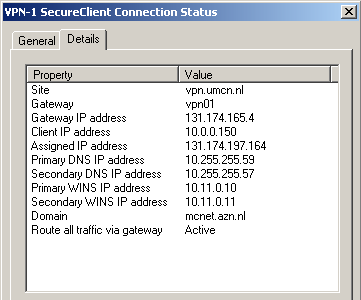 VPN-1 SecureClient Connection Status
General Details
Property Value
Site vpn.umcn.nl
Gateway vpn01
Gateway IP address 131.174.165.4
Client IP address 10.0.0.150
Assigned IP address 131.174.197.164
Primary DNS IP address 10.255.255.59
Secondary DNS IP address 10.255.255.57
Primary WINS IP address 10.11.0.10
Secondary WINS IP address 10.11.0.11
Domain mcnet.azn.nl
Route all traffic via gateway Active